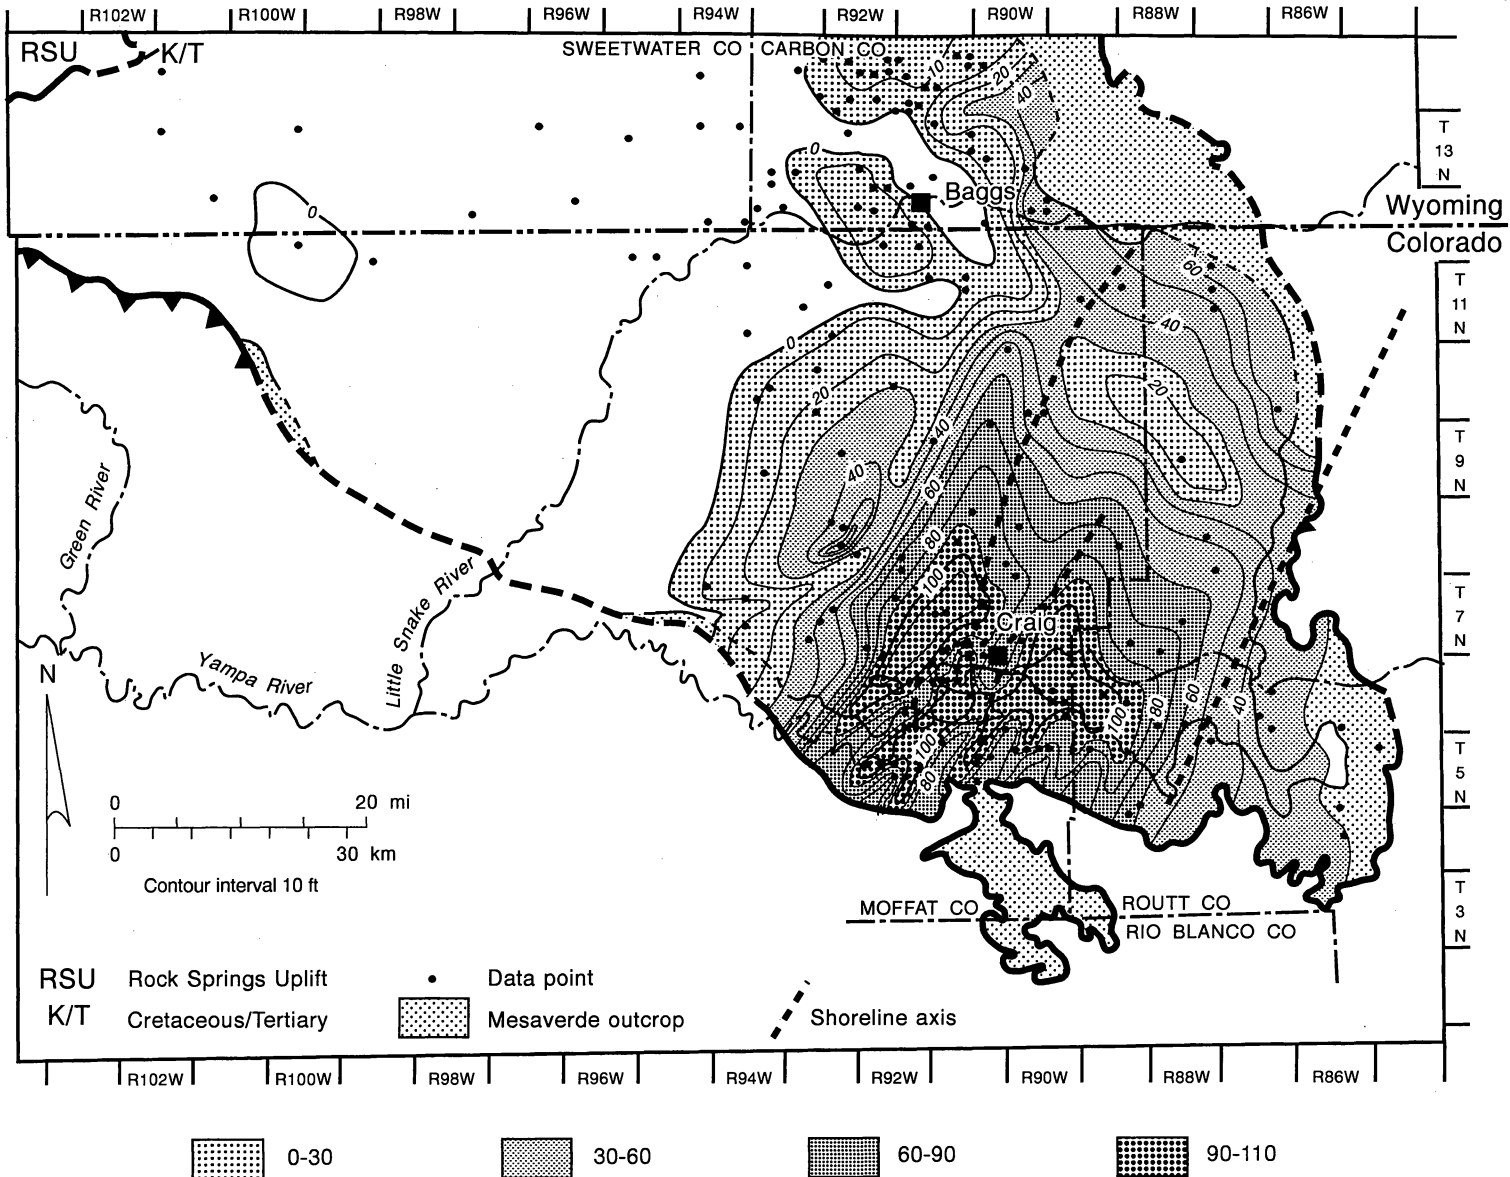 R102W R100W R98W R96W R94W R92W R90W R88W R86W
RSU K/T
SWEETWATER CO CARBON CO
10
20
40
T
13
N
0
Baggs
0
Wyoming
Colorado
60
T
11
N
40
0
20
20
40
T
9
N
40
60
Green River
80
100
Little Snake River
Craig
T
7
N
Yampa River
N
100
80
60
40
100
80
T
5
N
0 20 mi
0 30 km
Contour interval 10 ft
T
3
N
MOFFAT CO
ROUTT CO
RIO BLANCO CO
RSU Rock Springs Uplift Data point
K/T Cretaceous/Tertiary Mesaverde outcrop Shoreline axis
R102W R100W R98W R96W R94W R92W R90W R88W R86W
0-30 30-60 60-90 90-110